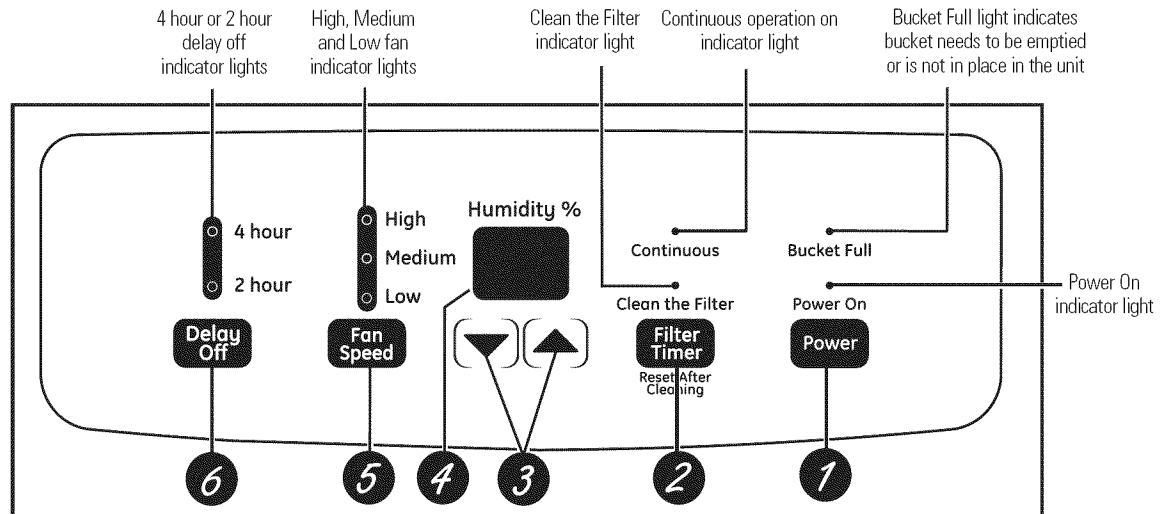 4 hour or 2 hour
delay off
indicator lights
High, Medium
and Low fan
indicator lights
Clean the Filter
indicator light
Continuous operation on
indicator light
Bucket Full light indicates
bucket needs to be emptied
or is not in place in the unit
4 hour
2 hour
High
Medium
Low
Humidity %
Continuous
Bucket Full
Clean the Filter
Power On
Power On
indicator light
Delay
Off
Fan
Speed
Filter
Timer
Reset After
Cleaning
Power
6
5
4
3
2
1